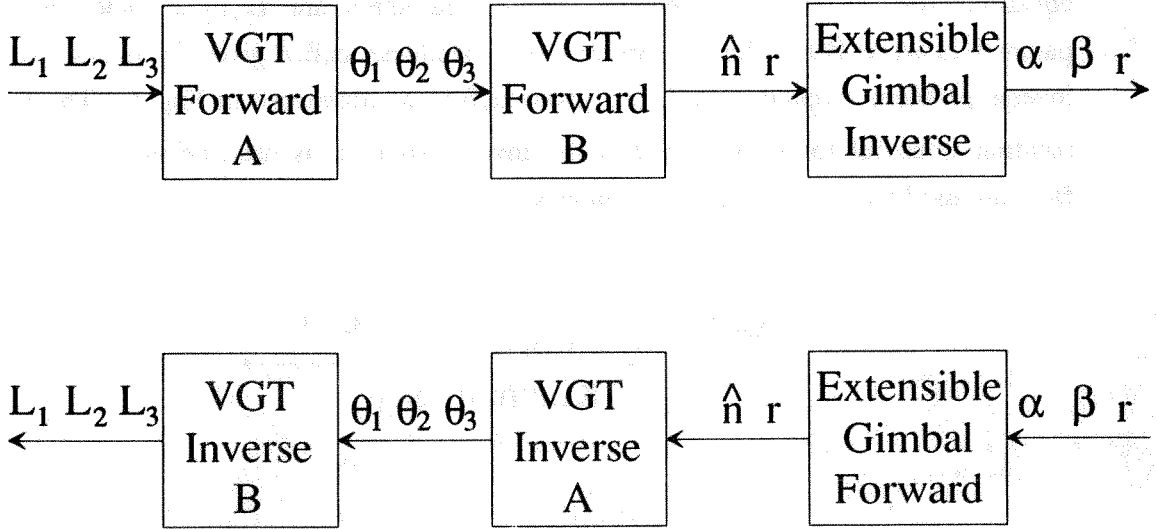 L₁ L₂ L₃
VGT
Forward
A
θ₁ θ₂ θ₃
VGT
Forward
B
n̂ r
Extensible
Gimbal
Inverse
α β r
L₁ L₂ L₃
VGT
Inverse
B
θ₁ θ₂ θ₃
VGT
Inverse
A
n̂ r
Extensible
Gimbal
Forward
α β r